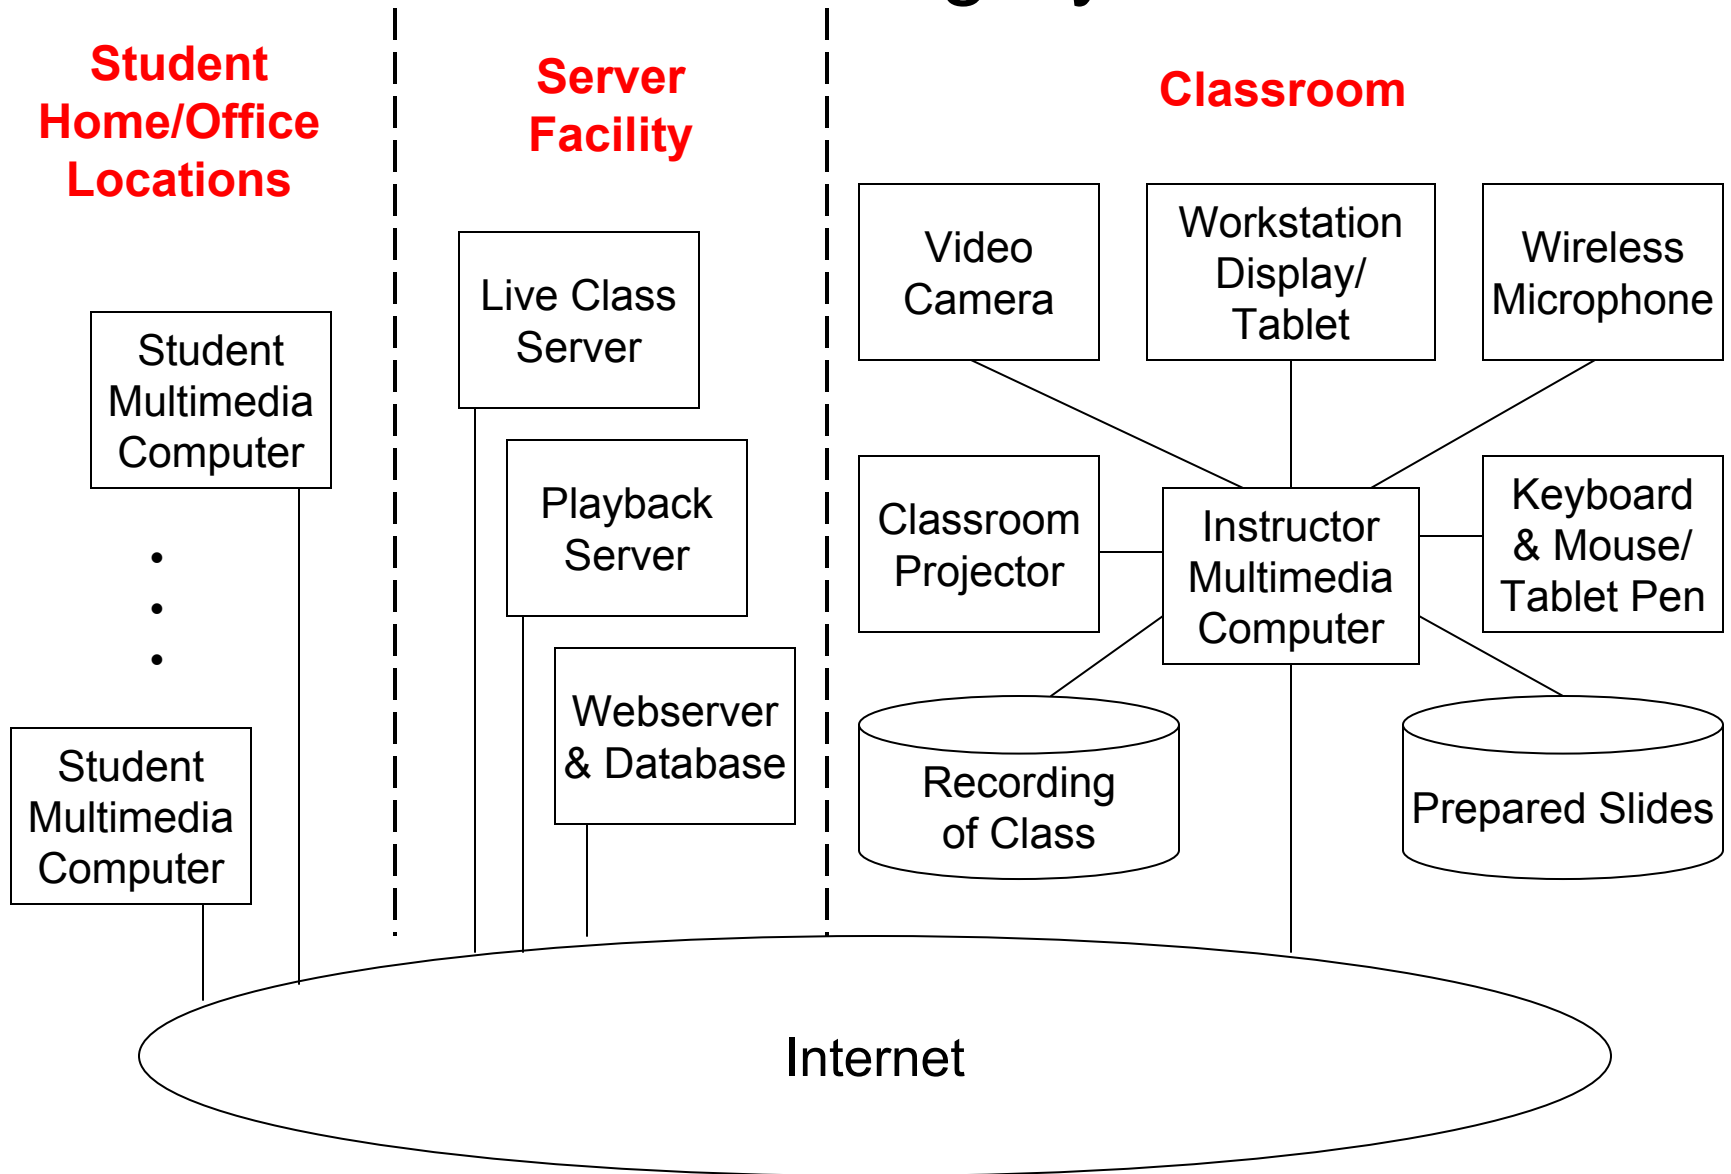 Student
Home/Office
Locations
Server
Facility
Classroom
Student
Multimedia
Computer
•
•
•
Student
Multimedia
Computer
Live Class
Server
Playback
Server
Webserver
& Database
Video
Camera
Workstation
Display/
Tablet
Wireless
Microphone
Classroom
Projector
Instructor
Multimedia
Computer
Keyboard
& Mouse/
Tablet Pen
Recording
of Class
Prepared Slides
Internet